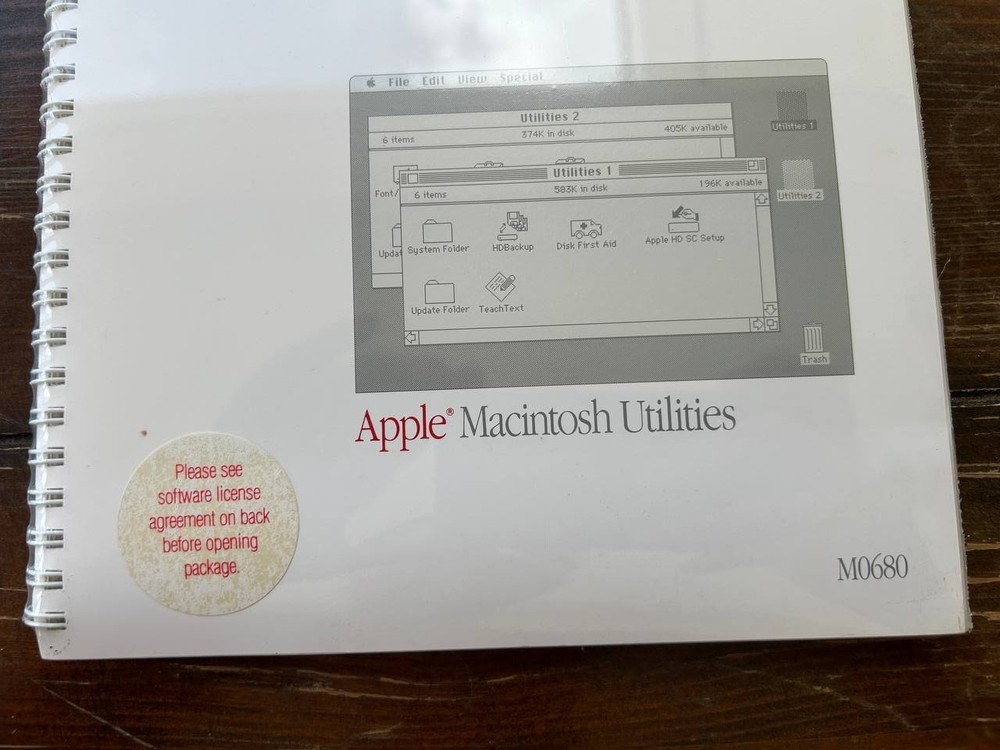 File Edit View Special
Utilities 2
6 items 374K in disk 405K available
Utilities 1
6 items 583K in disk 196K available
Font/
Updat
System Folder HDBackup Disk First Aid Apple HD SC Setup
Update Folder TeachText
Utilities 1
Utilities 2
Trash
Apple® Macintosh Utilities
Please see
software license
agreement on back
before opening
package.
M0680